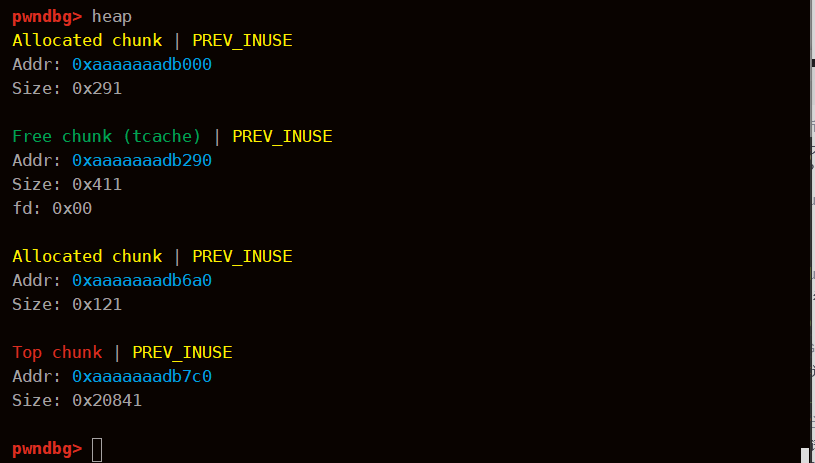 pwndbg> heap
Allocated chunk | PREV_INUSE
Addr: 0xaaaaaaadb000
Size: 0x291
Free chunk (tcache) | PREV_INUSE
Addr: 0xaaaaaaadb290
Size: 0x411
fd: 0x00
Allocated chunk | PREV_INUSE
Addr: 0xaaaaaaadb6a0
Size: 0x121
Top chunk | PREV_INUSE
Addr: 0xaaaaaaadb7c0
Size: 0x20841
pwndbg>